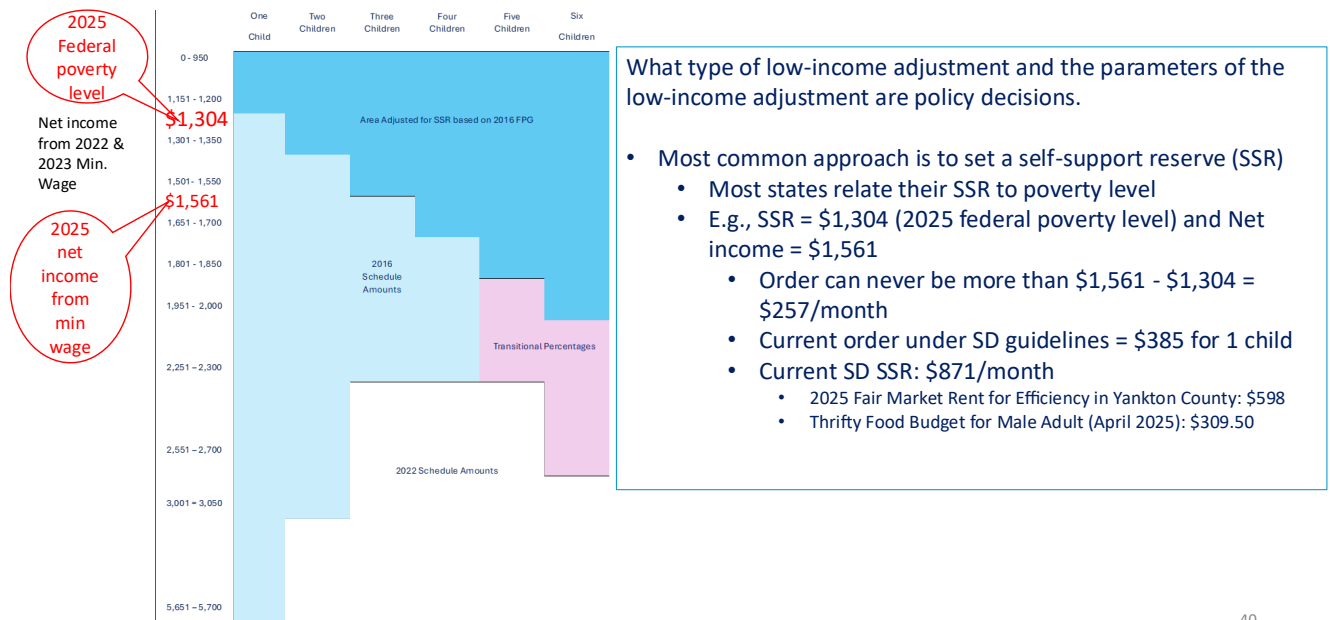 2025
Federal
poverty
level
Net income
from 2022 &
2023 Min.
Wage
2025
net
income
from
min
wage
One
Child
Two
Children
Three
Children
Four
Children
Five
Children
Six
Children
0 - 950
1,151 - 1,200
$1,304
1,301 - 1,350
1,501 - 1,550
$1,561
1,651 - 1,700
1,801 - 1,850
1,951 - 2,000
2,251 – 2,300
2,551 – 2,700
3,001 = 3,050
5,651 – 5,700
Area Adjusted for SSR based on 2016 FPG
2016
Schedule
Amounts
Transitional Percentages
2022 Schedule Amounts
What type of low-income adjustment and the parameters of the
low-income adjustment are policy decisions.
• Most common approach is to set a self-support reserve (SSR)
• Most states relate their SSR to poverty level
• E.g., SSR = $1,304 (2025 federal poverty level) and Net
income = $1,561
• Order can never be more than $1,561 - $1,304 =
$257/month
• Current order under SD guidelines = $385 for 1 child
• Current SD SSR: $871/month
• 2025 Fair Market Rent for Efficiency in Yankton County: $598
• Thrifty Food Budget for Male Adult (April 2025): $309.50